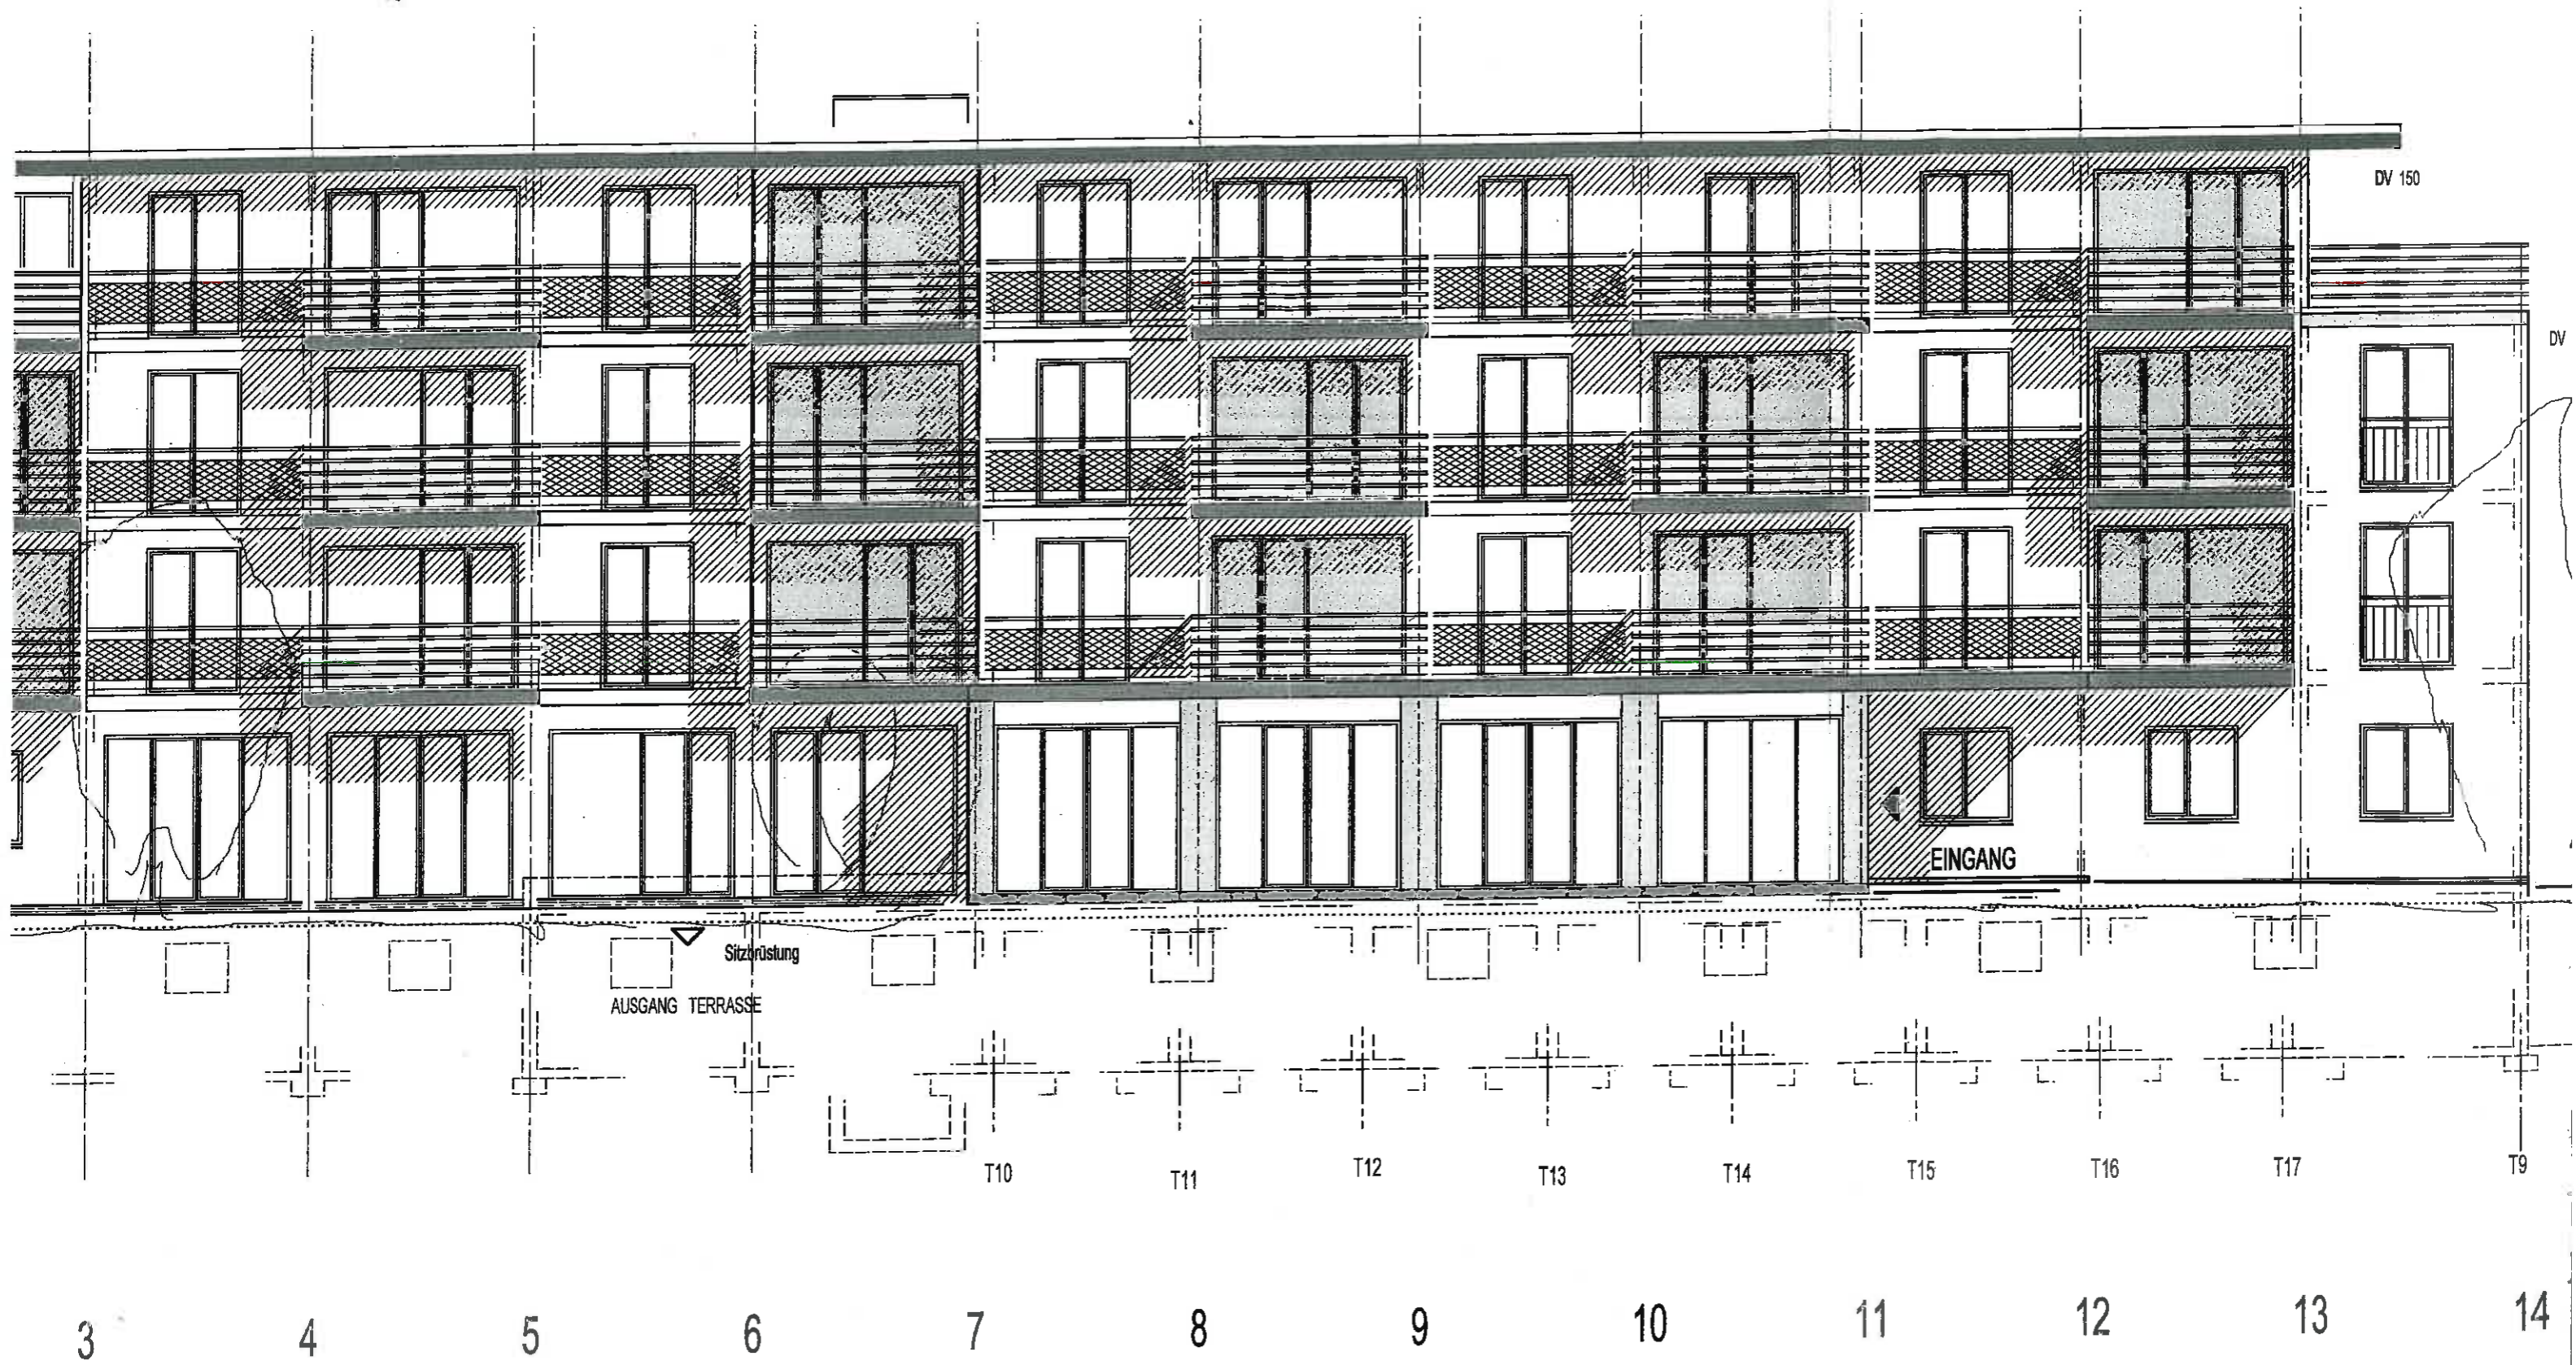 DV 150
DV
EINGANG
Sitzbrüstung
AUSGANG TERRASSE
T10
T11
T12
T13
T14
T15
T16
T17
T9
3
4
5
6
7
8
9
10
11
12
13
14